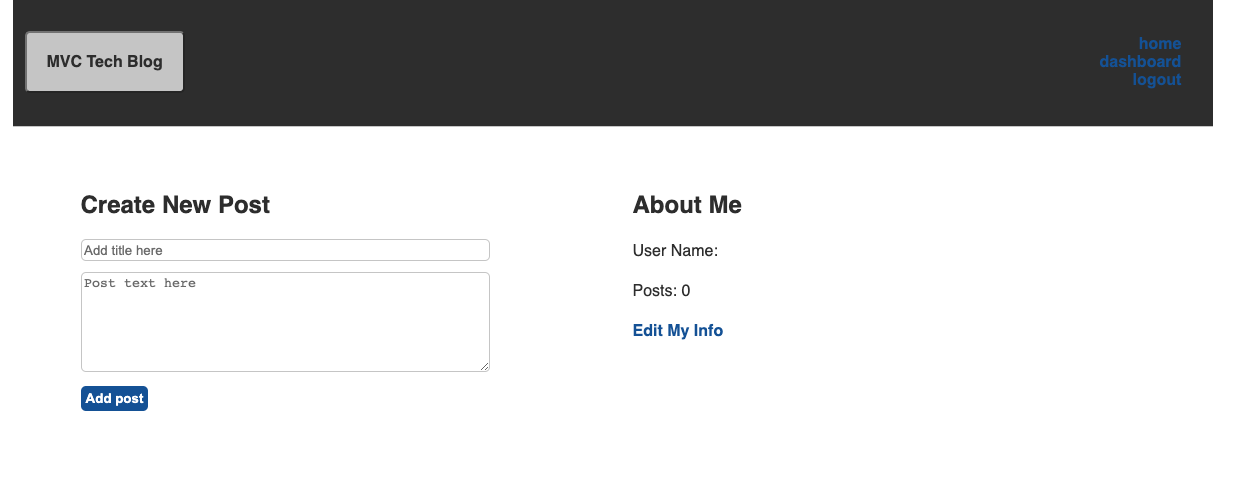 MVC Tech Blog
home
dashboard
logout
Create New Post
Add title here
Post text here
Add post
About Me
User Name:
Posts: 0
Edit My Info